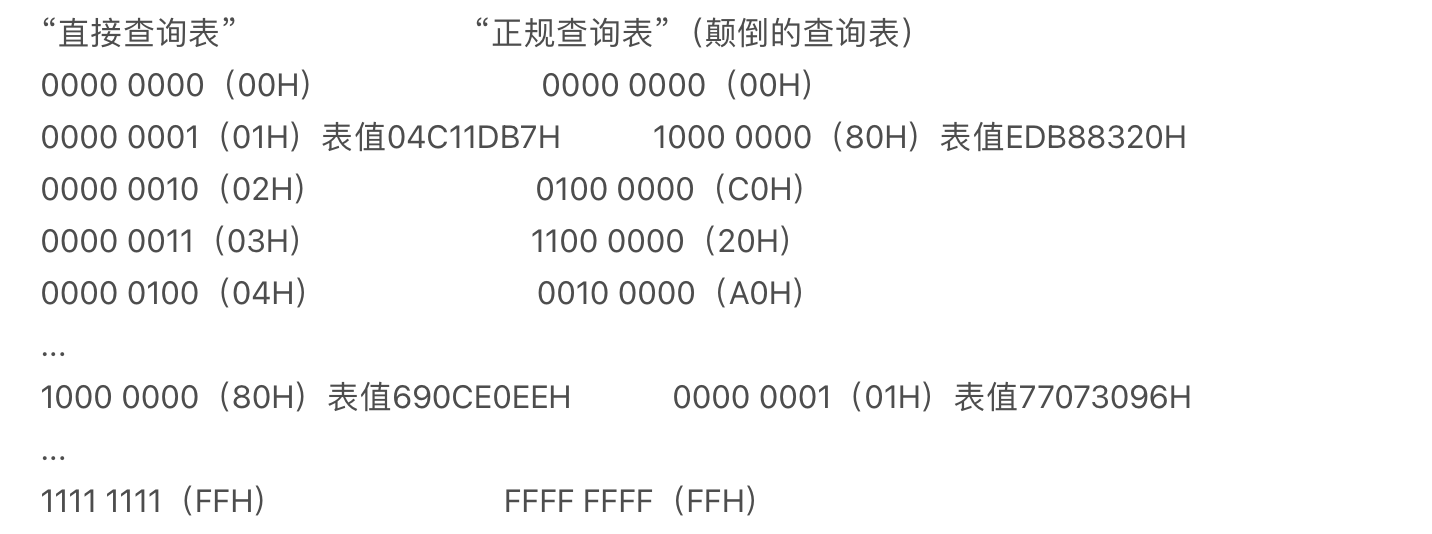 “直接查询表” “正规查询表”（颠倒的查询表）
0000 0000（00H） 0000 0000（00H）
0000 0001（01H）表值04C11DB7H 1000 0000（80H）表值EDB88320H
0000 0010（02H） 0100 0000（C0H）
0000 0011（03H） 1100 0000（20H）
0000 0100（04H） 0010 0000（A0H）
...
1000 0000（80H）表值690CE0EEH 0000 0001（01H）表值77073096H
...
1111 1111（FFH） FFFF FFFF（FFH）